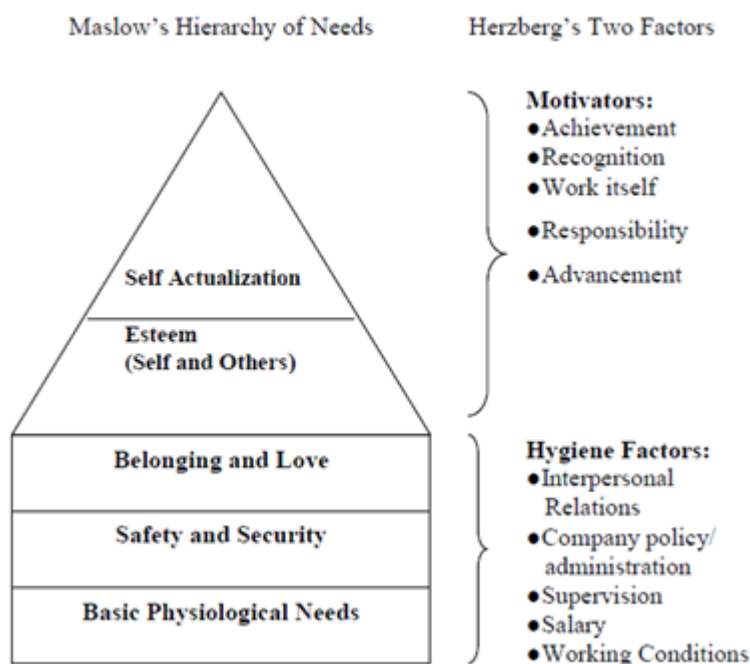 Maslow's Hierarchy of Needs
Self Actualization
Esteem
(Self and Others)
Belonging and Love
Safety and Security
Basic Physiological Needs
Herzberg's Two Factors
Motivators:
●Achievement
●Recognition
●Work itself
●Responsibility
●Advancement
Hygiene Factors:
●Interpersonal
Relations
●Company policy/
administration
●Supervision
●Salary
●Working Conditions